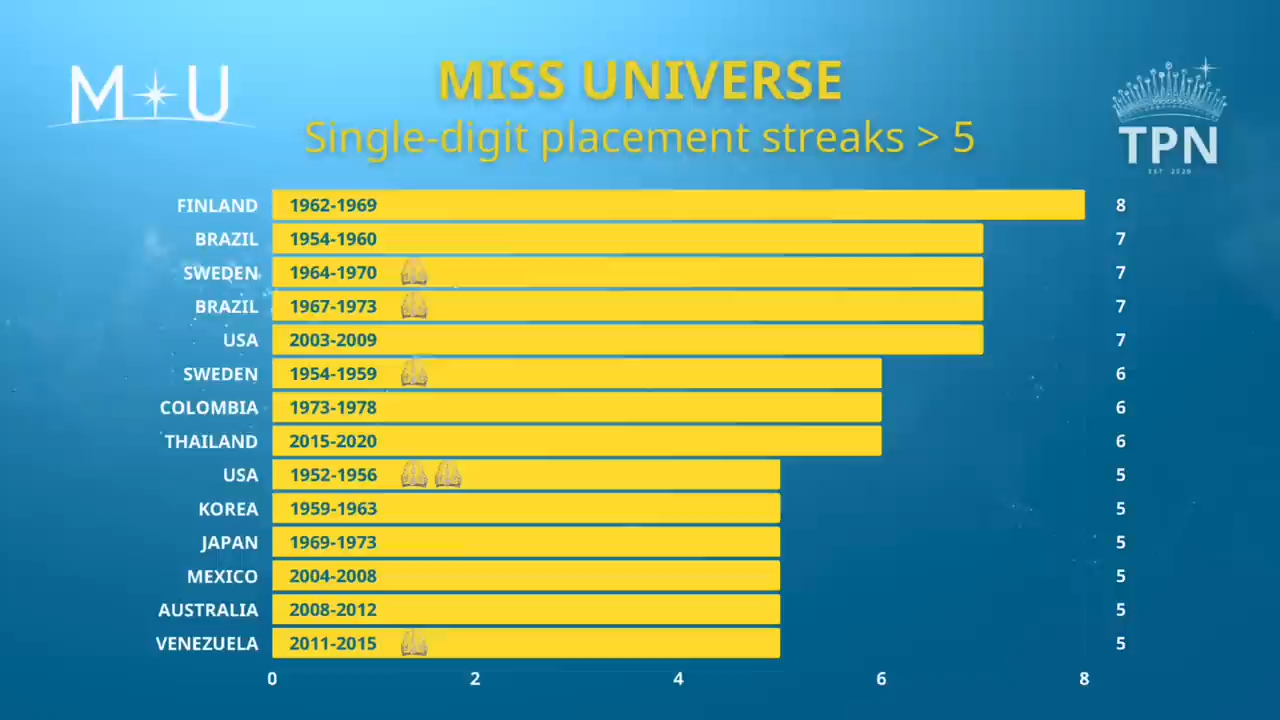 M U
MISS UNIVERSE
Single-digit placement streaks > 5
TPN
EST 2020
FINLAND 1962-1969 8
BRAZIL 1954-1960 7
SWEDEN 1964-1970 7
BRAZIL 1967-1973 7
USA 2003-2009 7
SWEDEN 1954-1959 6
COLOMBIA 1973-1978 6
THAILAND 2015-2020 6
USA 1952-1956 5
KOREA 1959-1963 5
JAPAN 1969-1973 5
MEXICO 2004-2008 5
AUSTRALIA 2008-2012 5
VENEZUELA 2011-2015 5
0 2 4 6 8